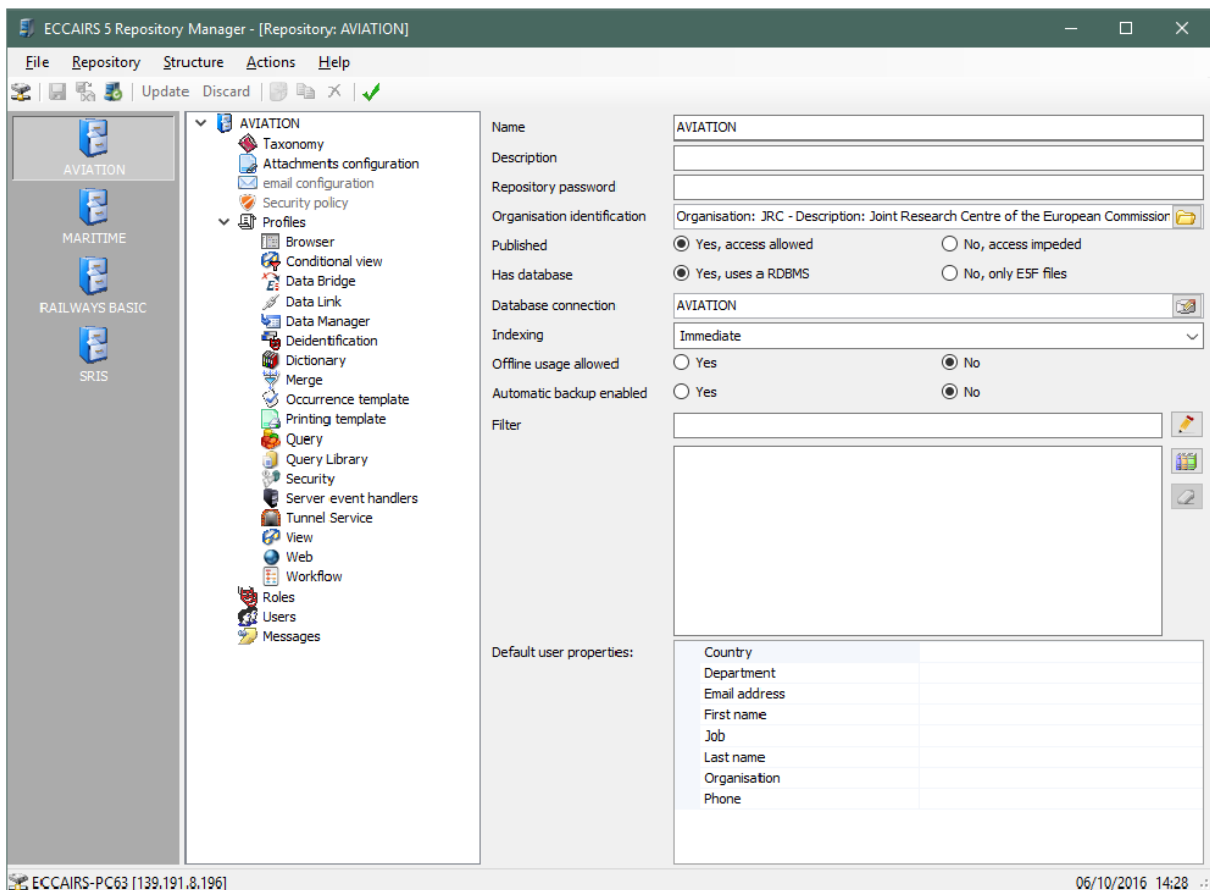 ECCAIRS 5 Repository Manager - [Repository: AVIATION]
File Repository Structure Actions Help
Update Discard
AVIATION
MARITIME
RAILWAYS BASIC
SRIS
AVIATION
Taxonomy
Attachments configuration
email configuration
Security policy
Profiles
Browser
Conditional view
Data Bridge
Data Link
Data Manager
Deidentification
Dictionary
Merge
Occurrence template
Printing template
Query
Query Library
Security
Server event handlers
Tunnel Service
View
Web
Workflow
Roles
Users
Messages
Name AVIATION
Description
Repository password
Organisation identification Organisation: JRC - Description: Joint Research Centre of the European Commission
Published Yes, access allowed No, access impeded
Has database Yes, uses a RDBMS No, only E5F files
Database connection AVIATION
Indexing Immediate
Offline usage allowed Yes No
Automatic backup enabled Yes No
Filter
Default user properties:
Country
Department
Email address
First name
Job
Last name
Organisation
Phone
ECCAIRS-PC63 [139.191.8.196] 06/10/2016 14:28